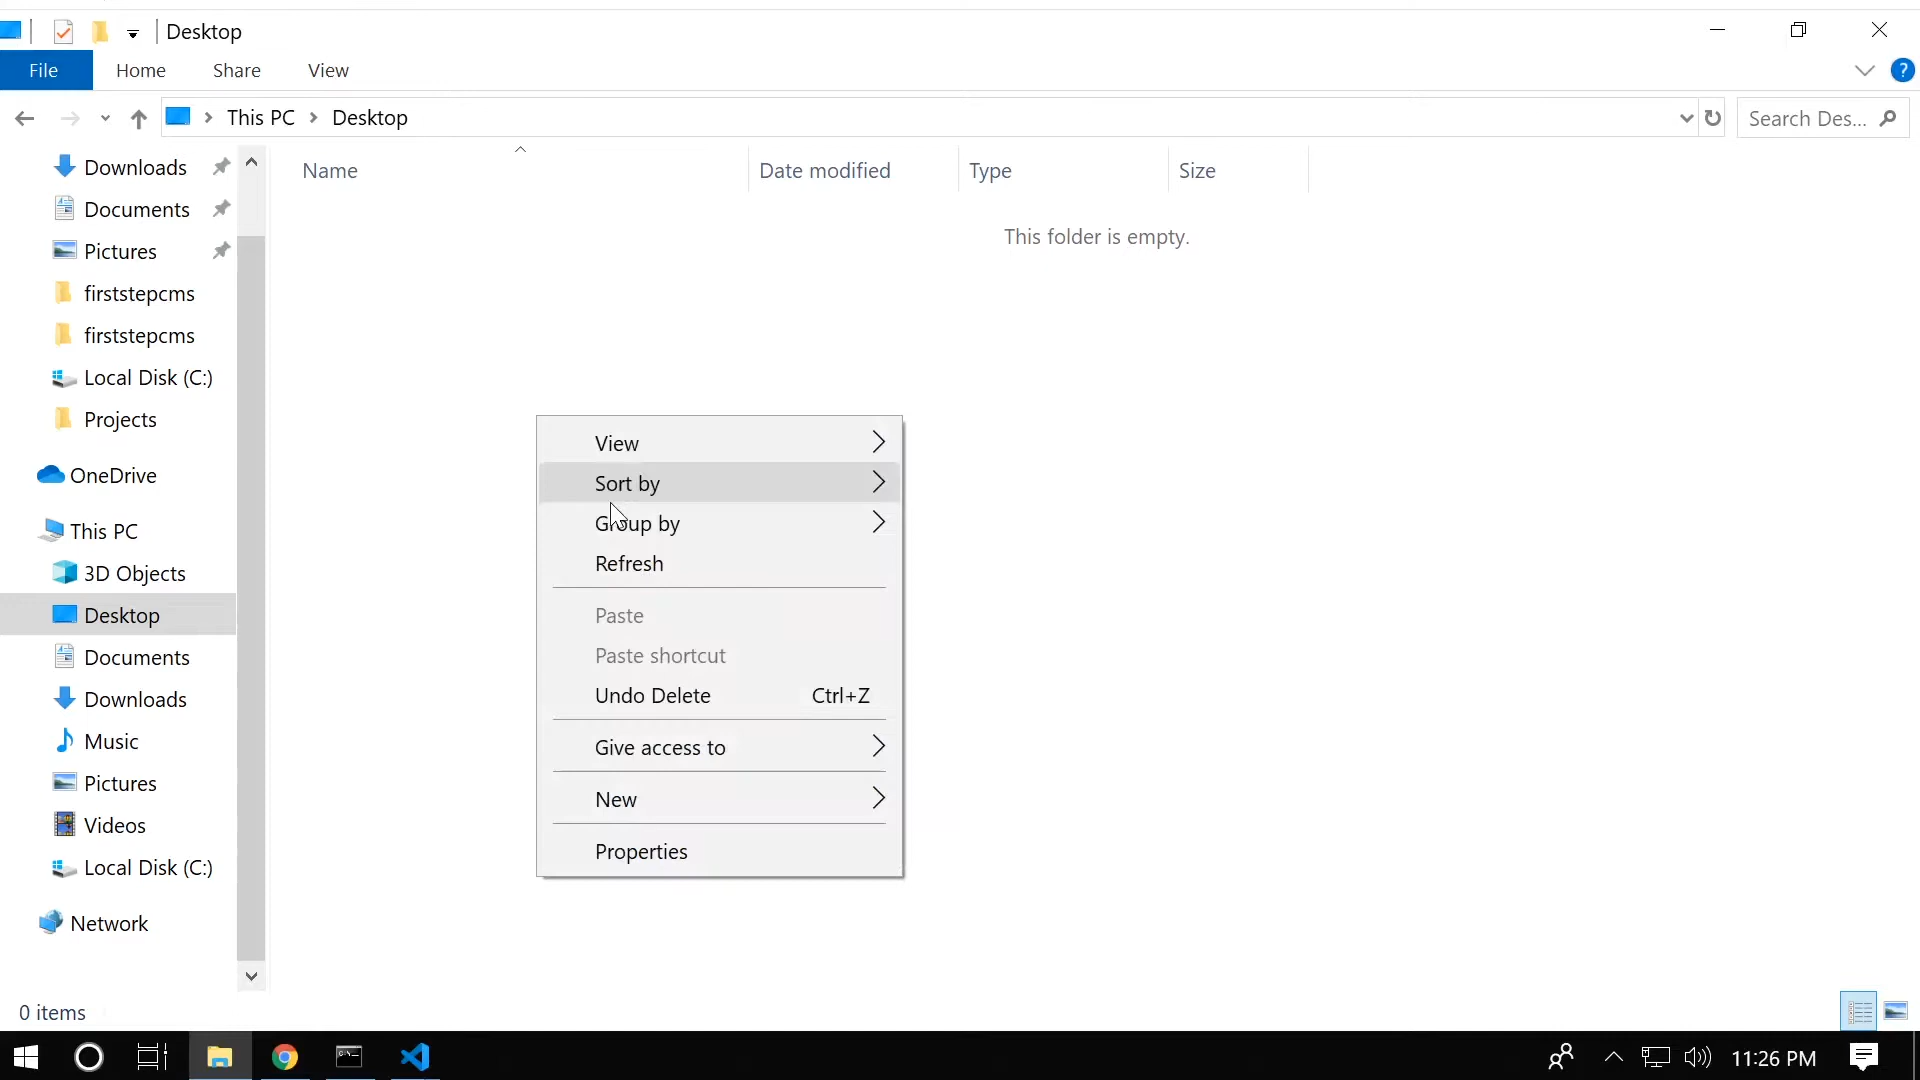 Desktop
File Home Share View
?
This PC > Desktop
Search Des...
Downloads
Documents
Pictures
firststepcms
firststepcms
Local Disk (C:)
Projects
OneDrive
This PC
3D Objects
Desktop
Documents
Downloads
Music
Pictures
Videos
Local Disk (C:)
Network
Name Date modified Type Size
This folder is empty.
View
Sort by
Group by
Refresh
Paste
Paste shortcut
Undo Delete Ctrl+Z
Give access to
New
Properties
0 items
11:26 PM